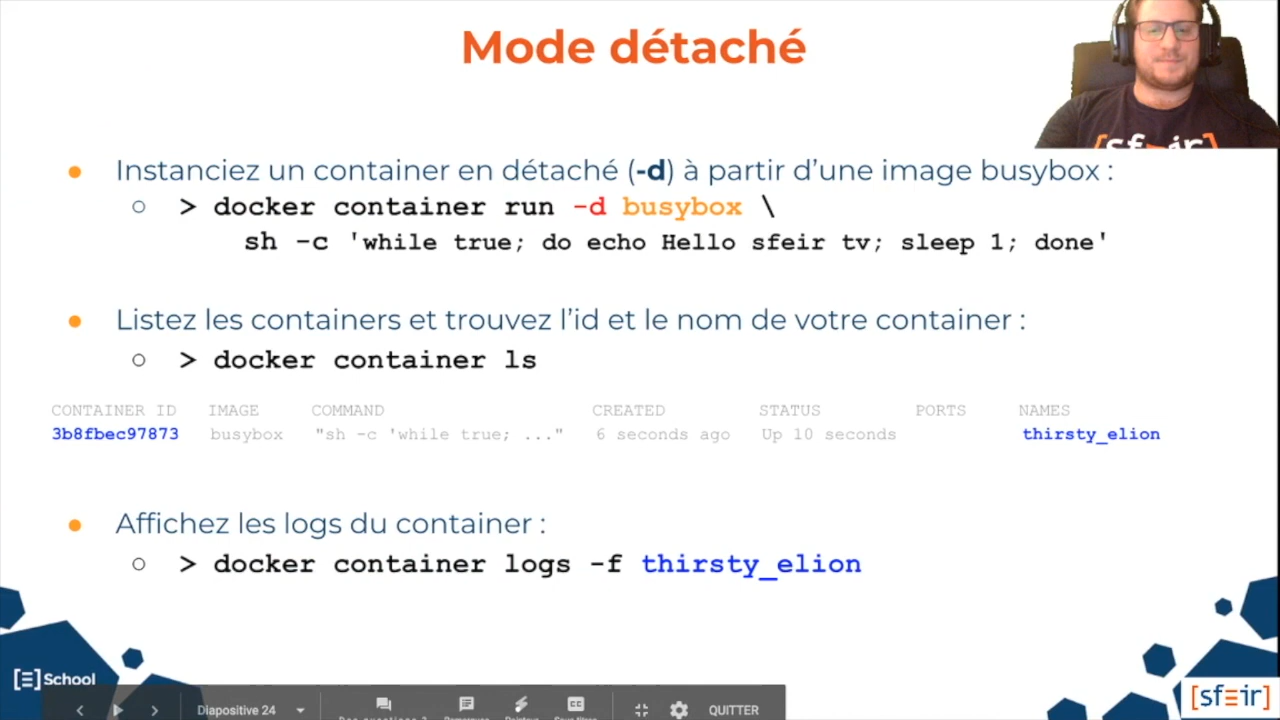 Mode détaché
[sfeir]
Instanciez un container en détaché (-d) à partir d'une image busybox :
> docker container run -d busybox \
sh -c 'while true; do echo Hello sfeir tv; sleep 1; done'
Listez les containers et trouvez l'id et le nom de votre container :
> docker container ls
CONTAINER ID IMAGE COMMAND CREATED STATUS PORTS NAMES
3b8fbec97873 busybox "sh -c 'while true; ..." 6 seconds ago Up 10 seconds thirsty_elion
Affichez les logs du container :
> docker container logs -f thirsty_elion
School
Diapositive 24
QUITTER
[sfeir]